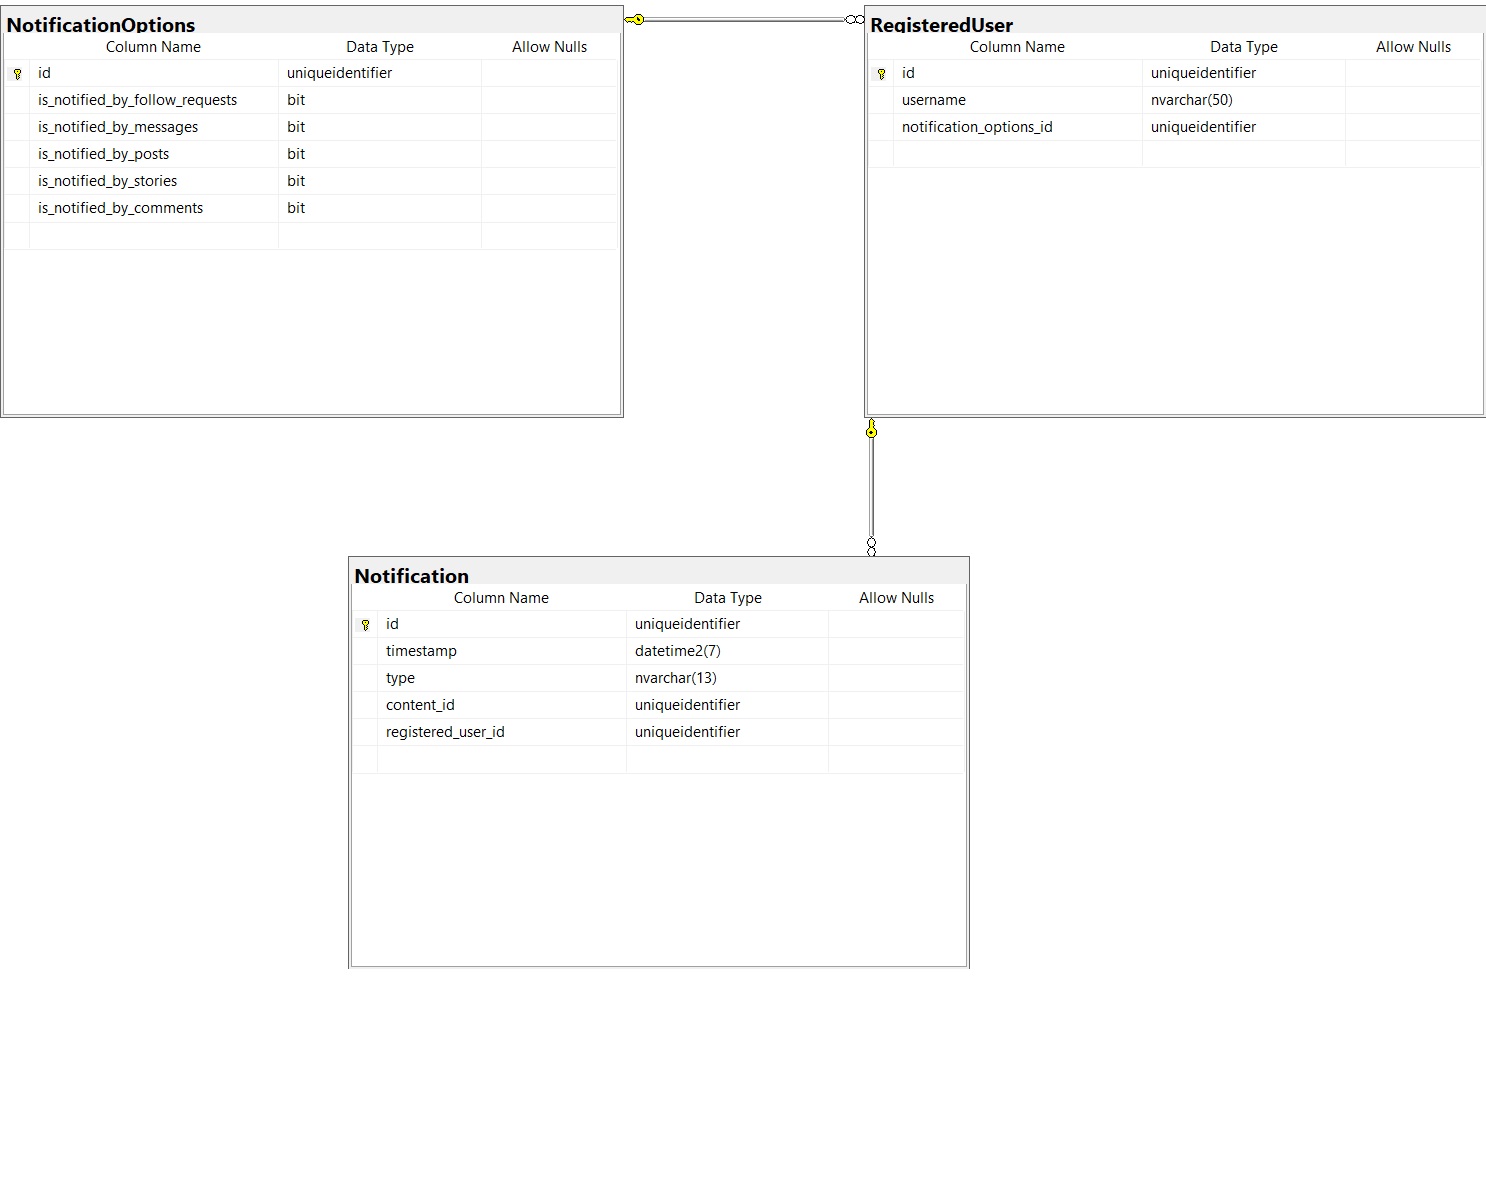 NotificationOptions
Column Name Data Type Allow Nulls
id uniqueidentifier
is_notified_by_follow_requests bit
is_notified_by_messages bit
is_notified_by_posts bit
is_notified_by_stories bit
is_notified_by_comments bit
RegisteredUser
Column Name Data Type Allow Nulls
id uniqueidentifier
username nvarchar(50)
notification_options_id uniqueidentifier
Notification
Column Name Data Type Allow Nulls
id uniqueidentifier
timestamp datetime2(7)
type nvarchar(13)
content_id uniqueidentifier
registered_user_id uniqueidentifier